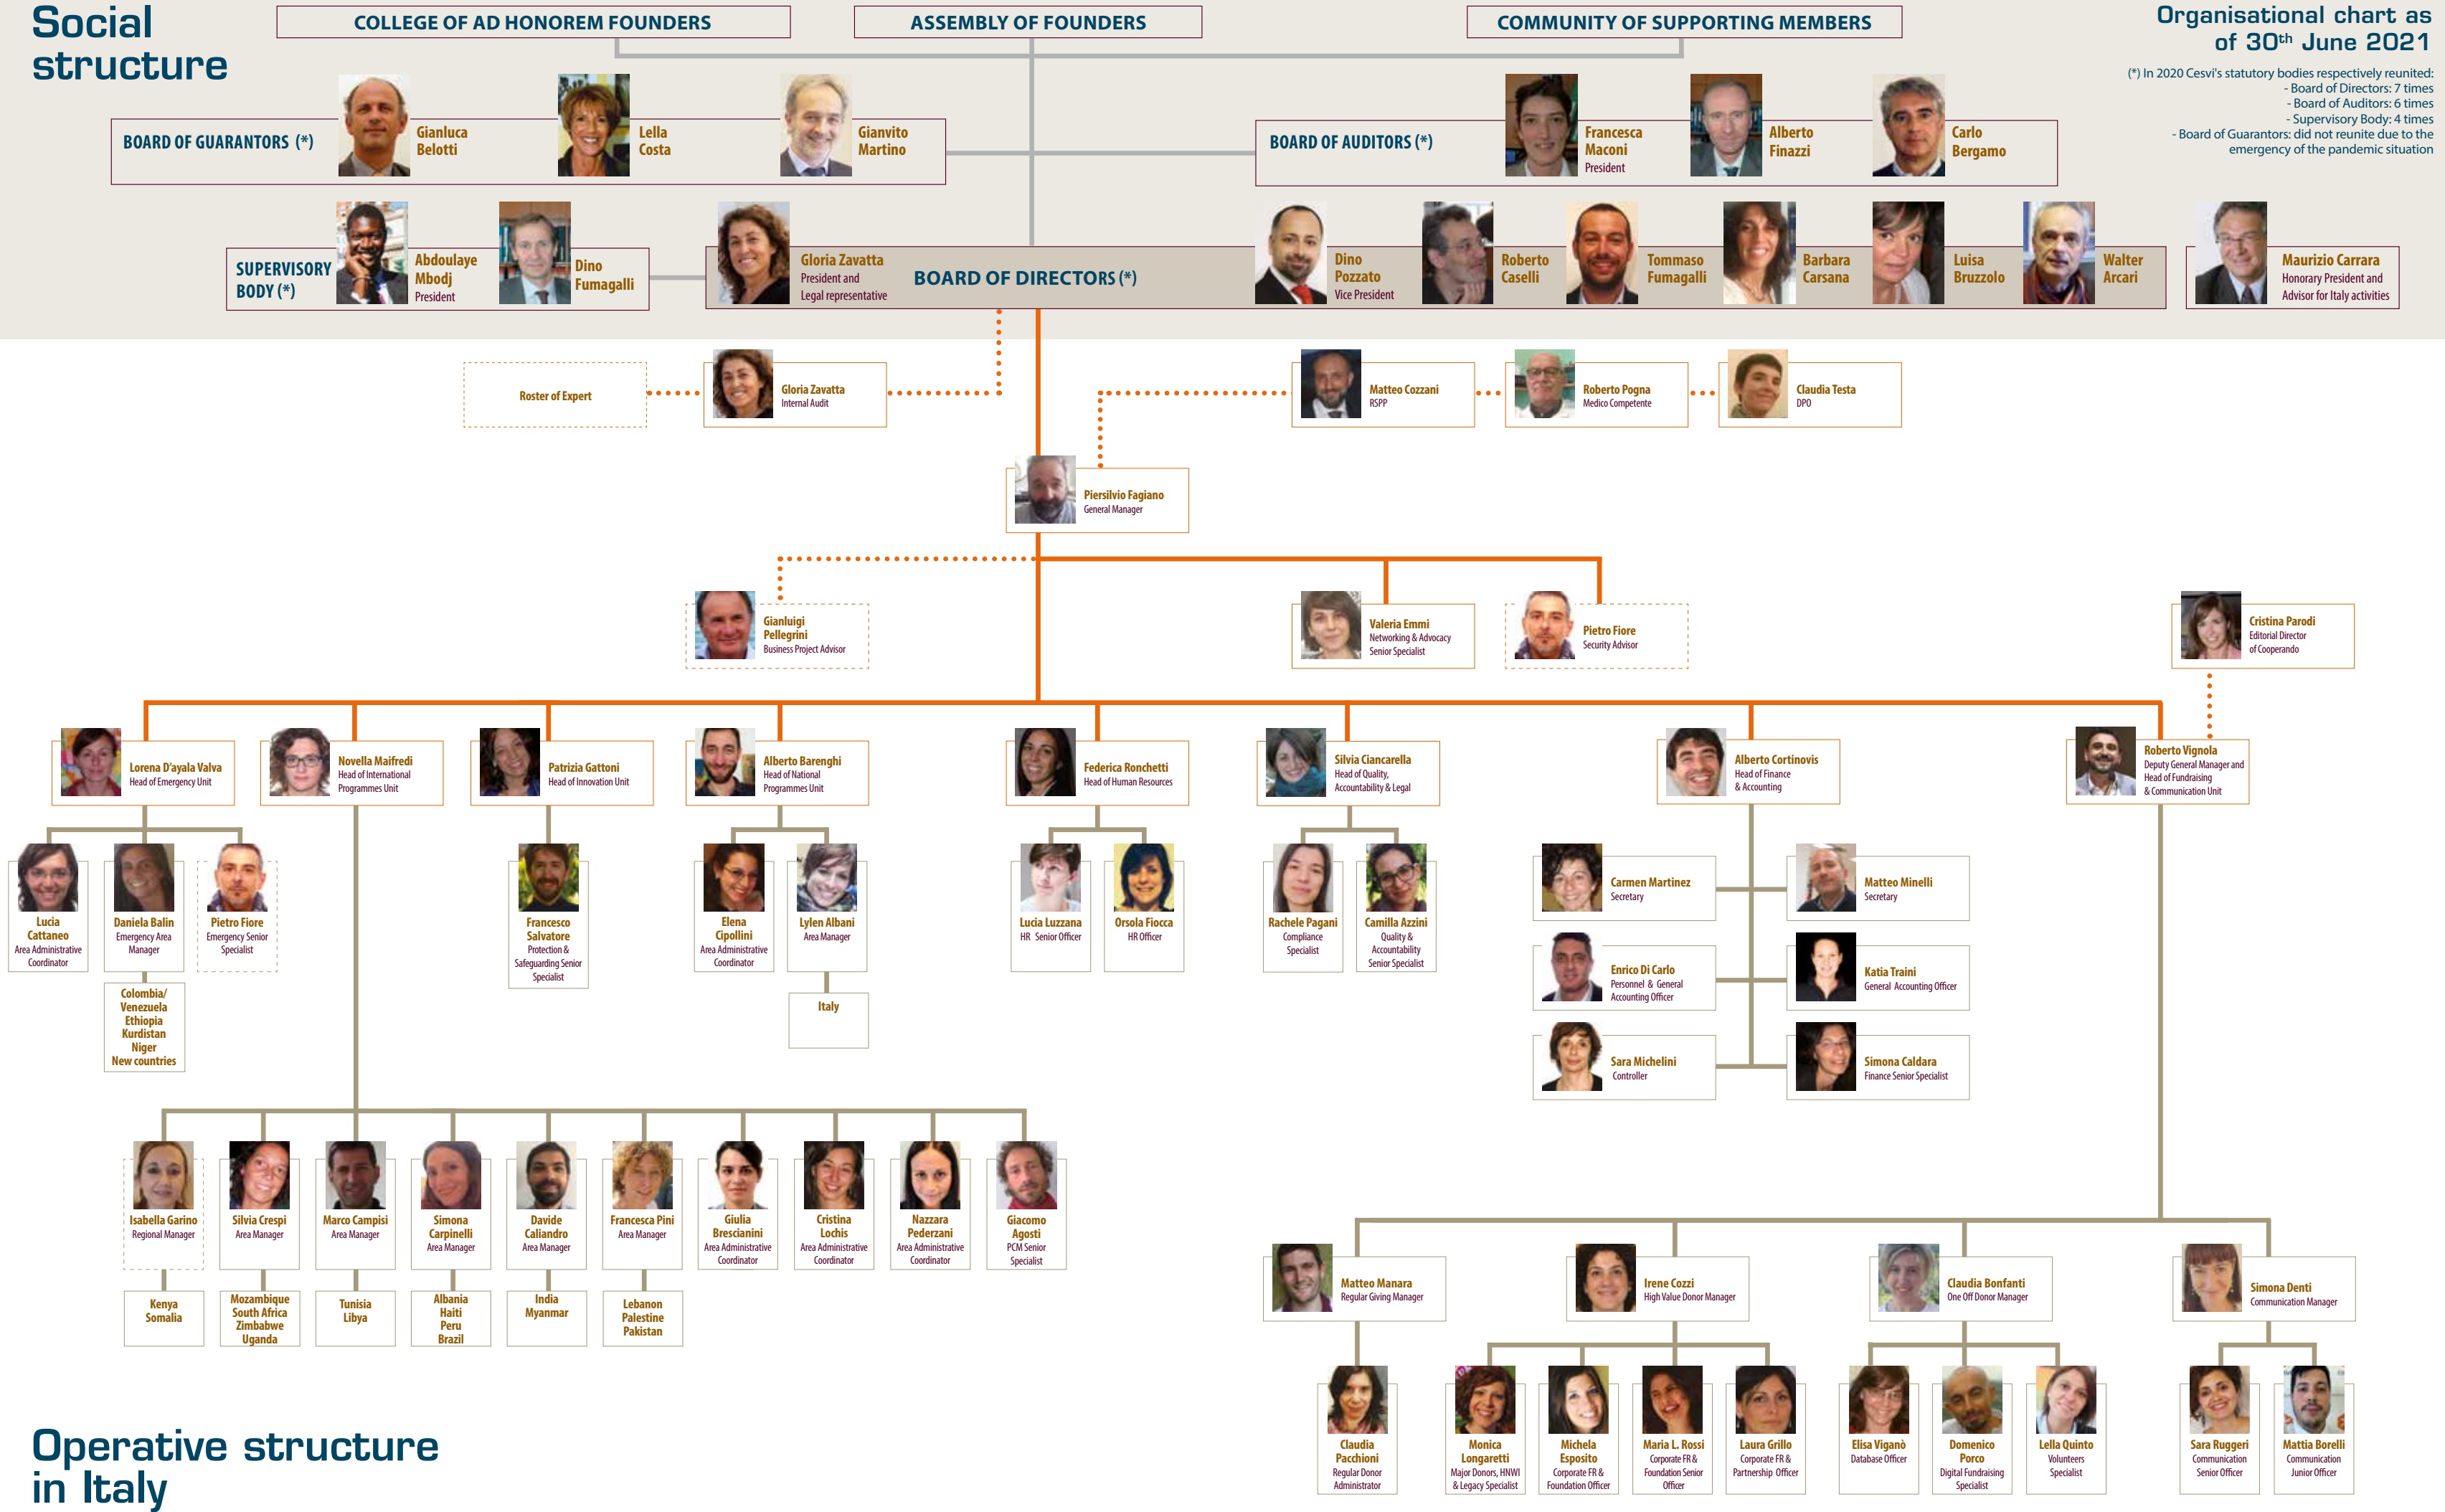 Social
structure
COLLEGE OF AD HONOREM FOUNDERS
ASSEMBLY OF FOUNDERS
COMMUNITY OF SUPPORTING MEMBERS
Organisational chart as
of 30th June 2021
(*) In 2020 Cesvi's statutory bodies respectively reunited:
- Board of Directors: 7 times
- Board of Auditors: 6 times
- Supervisory Body: 4 times
- Board of Guarantors: did not reunite due to the
emergency of the pandemic situation
BOARD OF GUARANTORS (*)
Gianluca
Belotti
Lella
Costa
Gianvito
Martino
BOARD OF AUDITORS (*)
Francesca
Maconi
President
Alberto
Finazzi
Carlo
Bergamo
SUPERVISORY
BODY (*)
Abdoulaye
Mbodj
President
Dino
Fumagalli
Gloria Zavatta
President and
Legal representative
BOARD OF DIRECTORS (*)
Dino
Pozzato
Vice President
Roberto
Caselli
Tommaso
Fumagalli
Barbara
Carsana
Luisa
Bruzzolo
Walter
Arcari
Maurizio Carrara
Honorary President and
Advisor for Italy activities
Roster of Expert
Gloria Zavatta
Internal Audit
Matteo Cozzani
RSPP
Roberto Pogna
Medico Competente
Claudia Testa
DPO
Piersilvio Fagiano
General Manager
Gianluigi
Pellegrini
Business Project Advisor
Valeria Emmi
Networking & Advocacy
Senior Specialist
Pietro Fiore
Security Advisor
Cristina Parodi
Editorial Director
of Cooperando
Lorena D'ayala Valva
Head of Emergency Unit
Novella Maifredi
Head of International
Programmes Unit
Patrizia Gattoni
Head of Innovation Unit
Alberto Barenghi
Head of National
Programmes Unit
Federica Ronchetti
Head of Human Resources
Silvia Ciancarella
Head of Quality,
Accountability & Legal
Alberto Cortinovis
Head of Finance
& Accounting
Roberto Vignola
Deputy General Manager and
Head of Fundraising
& Communication Unit
Lucia
Cattaneo
Area Administrative
Coordinator
Daniela Balin
Emergency Area
Manager
Pietro Fiore
Emergency Senior
Specialist
Francesco
Salvatore
Protection &
Safeguarding Senior
Specialist
Elena
Cipollini
Area Administrative
Coordinator
Lylen Albani
Area Manager
Lucia Luzzana
HR Senior Officer
Orsola Fiocca
HR Officer
Rachele Pagani
Compliance
Specialist
Camilla Azzini
Quality &
Accountability
Senior Specialist
Carmen Martinez
Secretary
Matteo Minelli
Secretary
Enrico Di Carlo
Personnel & General
Accounting Officer
Katia Traini
General Accounting Officer
Sara Michelini
Controller
Simona Caldara
Finance Senior Specialist
Colombia/
Venezuela
Ethiopia
Kurdistan
Niger
New countries
Italy
Isabella Garino
Regional Manager
Silvia Crespi
Area Manager
Marco Campisi
Area Manager
Simona
Carpinelli
Area Manager
Davide
Caliandro
Area Manager
Francesca Pini
Area Manager
Giulia
Brescianini
Area Administrative
Coordinator
Cristina
Lochis
Area Administrative
Coordinator
Nazzara
Pederzani
Area Administrative
Coordinator
Giacomo
Agosti
PCM Senior
Specialist
Kenya
Somalia
Mozambique
South Africa
Zimbabwe
Uganda
Tunisia
Libya
Albania
Haiti
Peru
Brazil
India
Myanmar
Lebanon
Palestine
Pakistan
Matteo Manara
Regular Giving Manager
Irene Cozzi
High Value Donor Manager
Claudia Bonfanti
One Off Donor Manager
Simona Denti
Communication Manager
Claudia
Pacchioni
Regular Donor
Administrator
Monica
Longaretti
Major Donors, HNWI
& Legacy Specialist
Michela
Esposito
Corporate FR &
Foundation Officer
Maria L. Rossi
Corporate FR &
Foundation Senior
Officer
Laura Grillo
Corporate FR &
Partnership Officer
Elisa Viganò
Database Officer
Domenico
Porco
Digital Fundraising
Specialist
Lella Quinto
Volunteers
Specialist
Sara Ruggeri
Communication
Senior Officer
Mattia Borelli
Communication
Junior Officer
Operative structure
in Italy